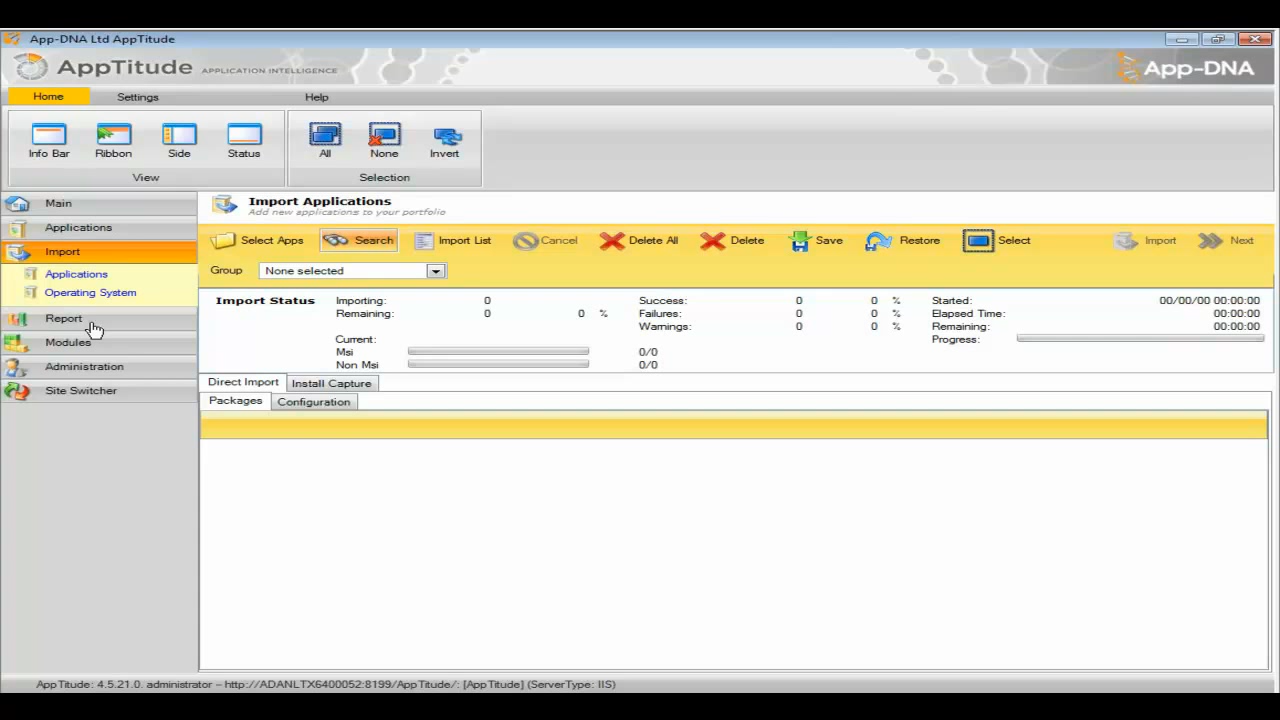 App-DNA Ltd AppTitude
AppTitude APPLICATION INTELLIGENCE
App-DNA
Home Settings Help
Info Bar Ribbon Side Status All None Invert
View Selection
Main
Applications
Import
Applications
Operating System
Report
Modules
Administration
Site Switcher
Import Applications
Add new applications to your portfolio
Select Apps Search Import List Cancel Delete All Delete Save Restore Select Import Next
Group None selected
Import Status Importing: 0 Success: 0 0 % Started: 00/00/00 00:00:00
Remaining: 0 0 % Failures: 0 0 % Elapsed Time: 00:00:00
Warnings: 0 0 % Remaining: 00:00:00
Current: Progress:
Msi 0/0
Non Msi 0/0
Direct Import Install Capture
Packages Configuration
AppTitude: 4.5.21.0. administrator – http://ADANLTX6400052:8199/AppTitude/: [AppTitude] (ServerType: IIS)